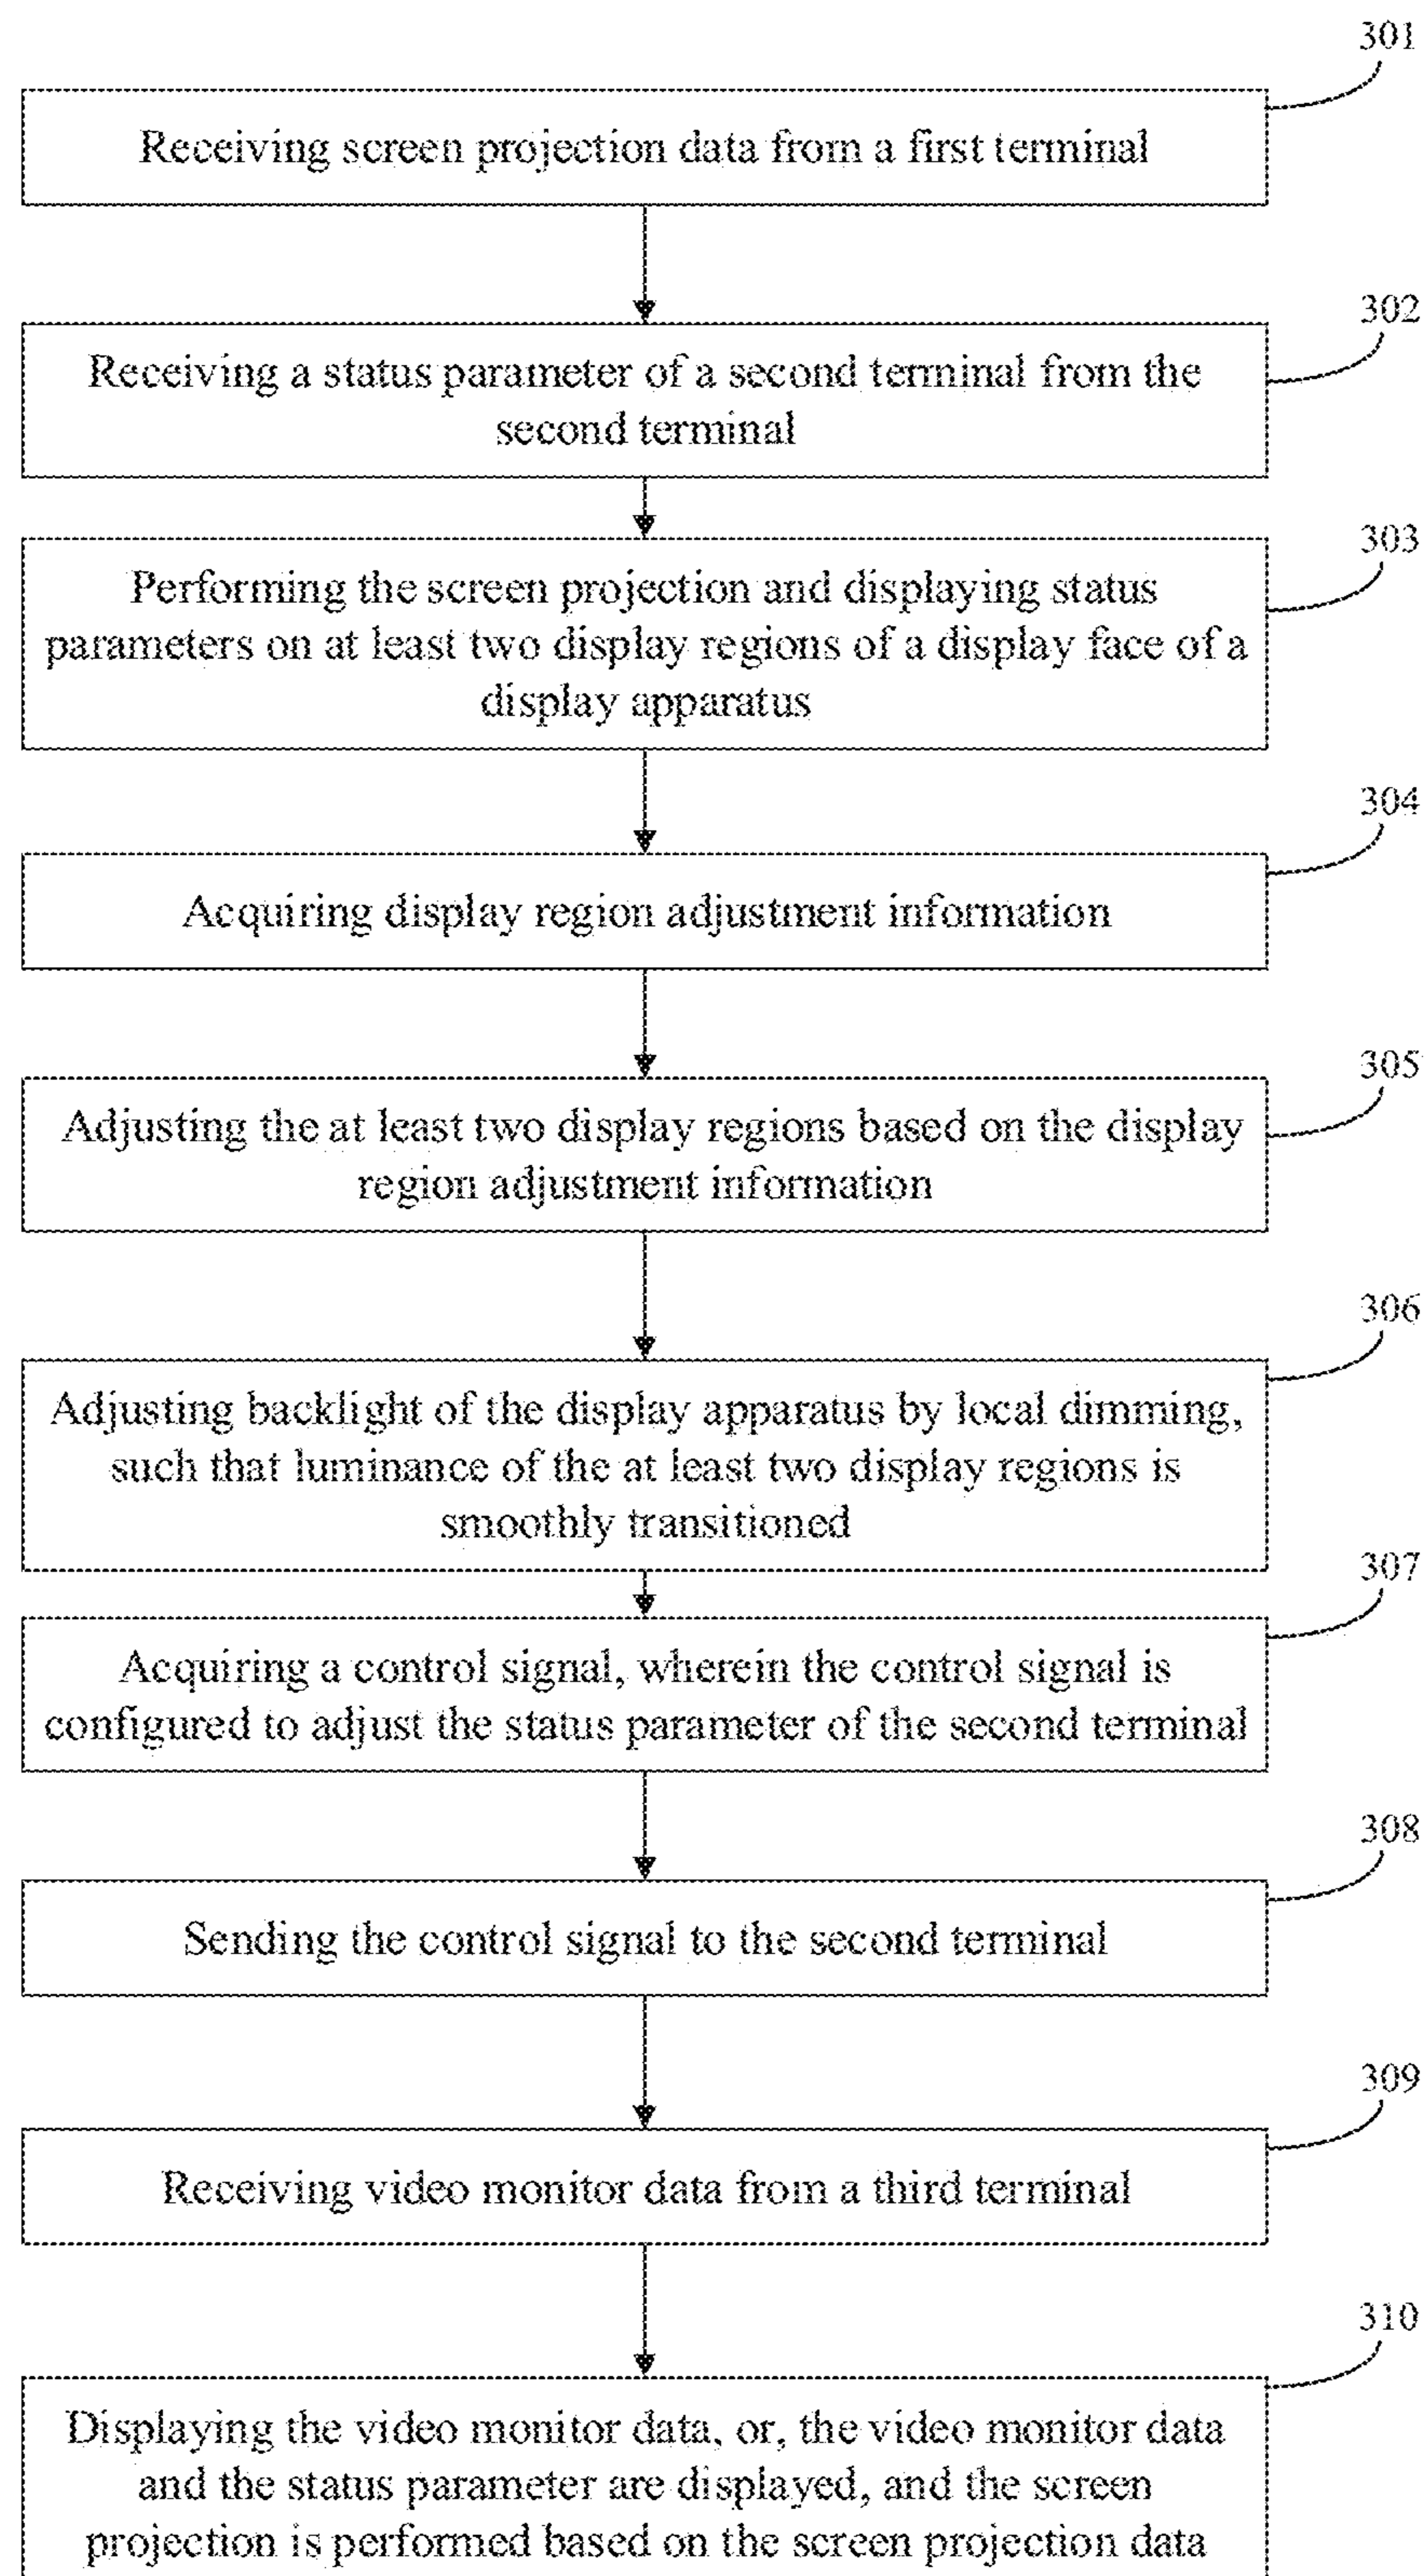 301
Receiving screen projection data from a first terminal
302
Receiving a status parameter of a second terminal from the
second terminal
303
Performing the screen projection and displaying status
parameters on at least two display regions of a display face of a
display apparatus
304
Acquiring display region adjustment information
305
Adjusting the at least two display regions based on the display
region adjustment information
306
Adjusting backlight of the display apparatus by local dimming,
such that luminance of the at least two display regions is
smoothly transitioned
307
Acquiring a control signal, wherein the control signal is
configured to adjust the status parameter of the second terminal
308
Sending the control signal to the second terminal
309
Receiving video monitor data from a third terminal
310
Displaying the video monitor data, or, the video monitor data
and the status parameter are displayed, and the screen
projection is performed based on the screen projection data